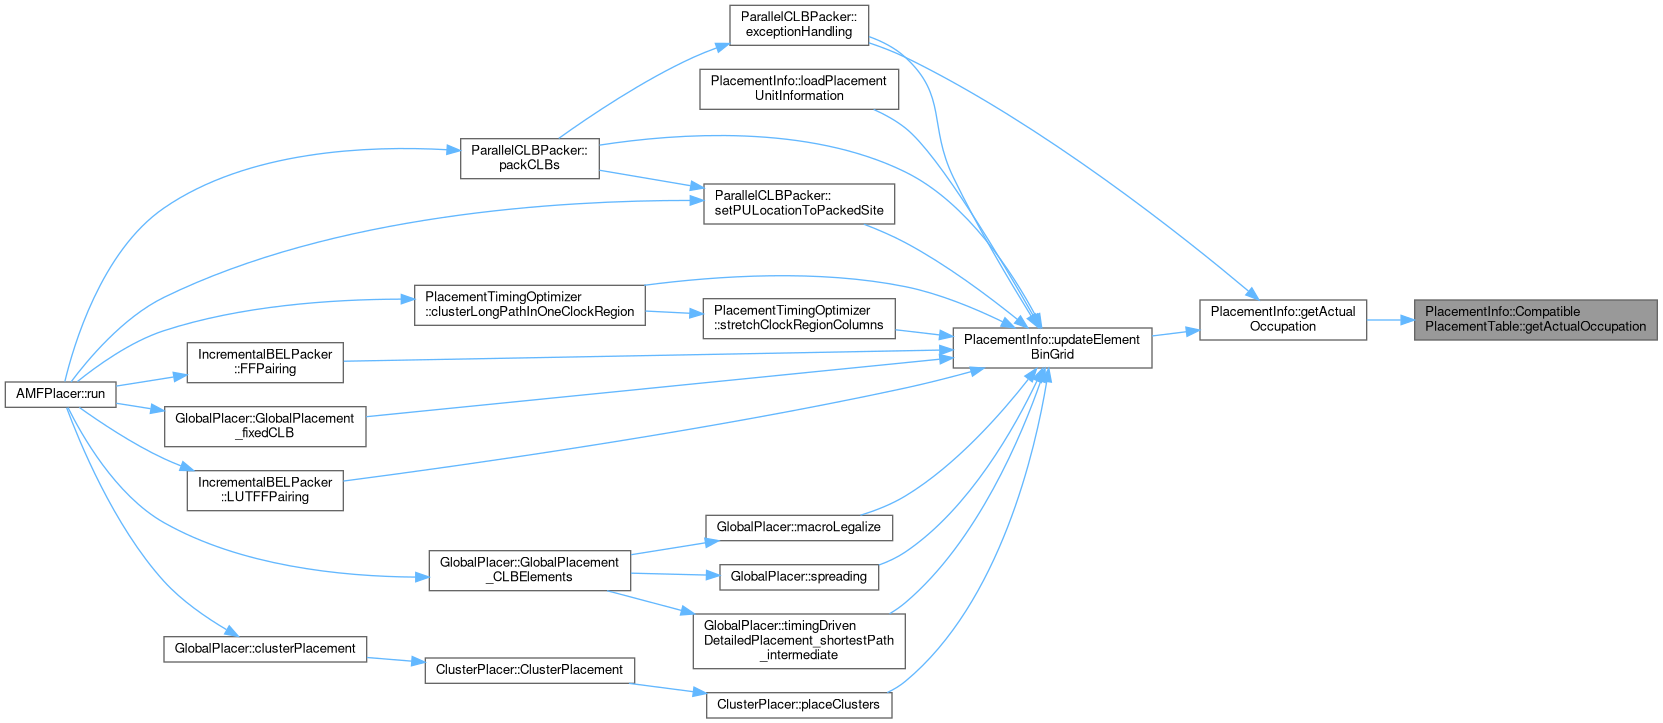 ParallelCLBPacker::
exceptionHandling
PlacementInfo::loadPlacement
UnitInformation
ParallelCLBPacker::
packCLBs
ParallelCLBPacker::
setPULocationToPackedSite
PlacementTimingOptimizer
::clusterLongPathInOneClockRegion
PlacementTimingOptimizer
::stretchClockRegionColumns
PlacementInfo::updateElement
BinGrid
PlacementInfo::getActual
Occupation
PlacementInfo::Compatible
PlacementTable::getActualOccupation
IncrementalBELPacker
::FFPairing
AMFPlacer::run
GlobalPlacer::GlobalPlacement
_fixedCLB
IncrementalBELPacker
::LUTFFPairing
GlobalPlacer::macroLegalize
GlobalPlacer::GlobalPlacement
_CLBElements
GlobalPlacer::spreading
GlobalPlacer::timingDriven
DetailedPlacement_shortestPath
_intermediate
GlobalPlacer::clusterPlacement
ClusterPlacer::ClusterPlacement
ClusterPlacer::placeClusters